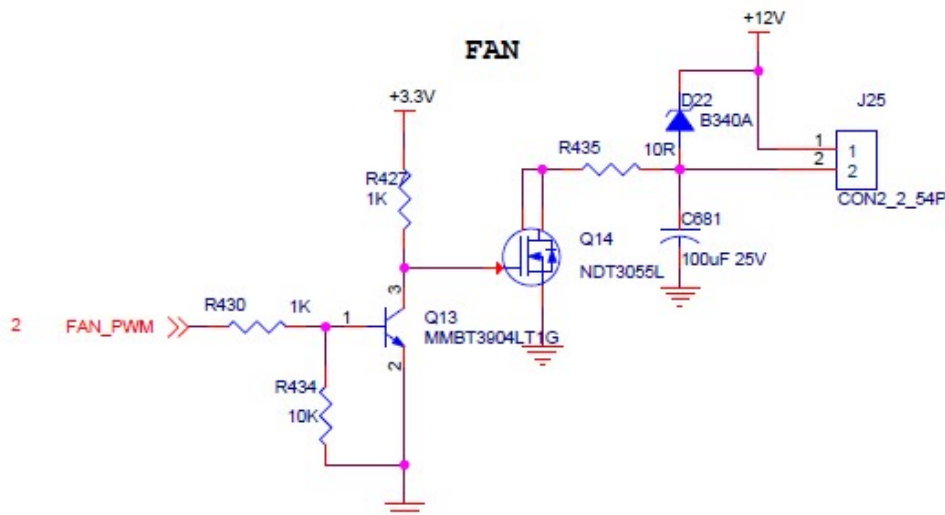 +12V
FAN
+3.3V
D22
B340A
J25
R435
10R
1
1
2
2
CON2_2_54P
R427
1K
C681
100uF 25V
Q14
NDT3055L
3
2
FAN_PWM
R430
1K
1
Q13
MMBT3904LT1G
2
R434
10K